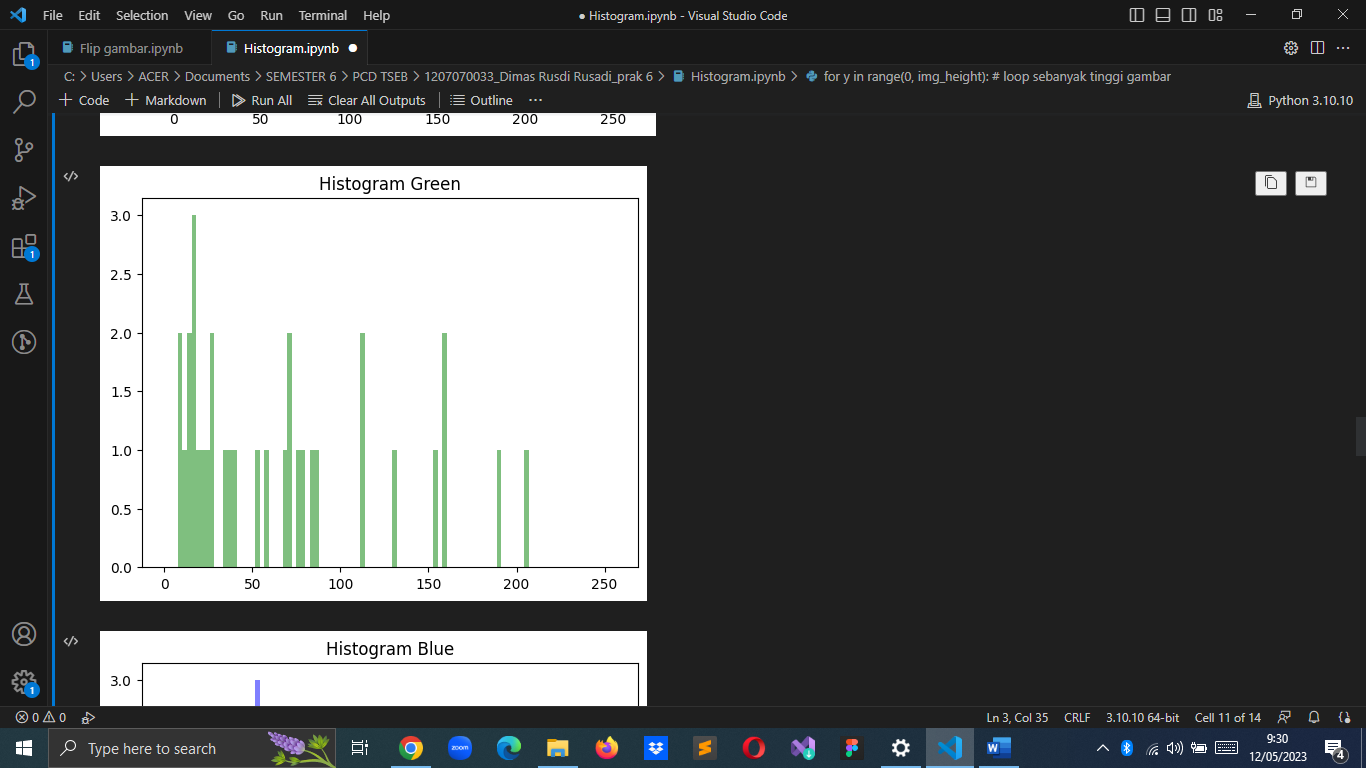 File Edit Selection View Go Run Terminal Help
● Histogram.ipynb - Visual Studio Code
Flip gambar.ipynb
Histogram.ipynb
C: > Users > ACER > Documents > SEMESTER 6 > PCD TSEB > 1207070033_Dimas Rusdi Rusadi_prak 6 > Histogram.ipynb > for y in range(0, img_height): # loop sebanyak tinggi gambar
+ Code + Markdown Run All Clear All Outputs Outline ... Python 3.10.10
0 50 100 150 200 250
Histogram Green
3.0
2.5
2.0
1.5
1.0
0.5
0.0
0 50 100 150 200 250
Histogram Blue
3.0
1
1
1
0 0
Ln 3, Col 35 CRLF 3.10.10 64-bit Cell 11 of 14
Type here to search
zoom
9:30
12/05/2023
4